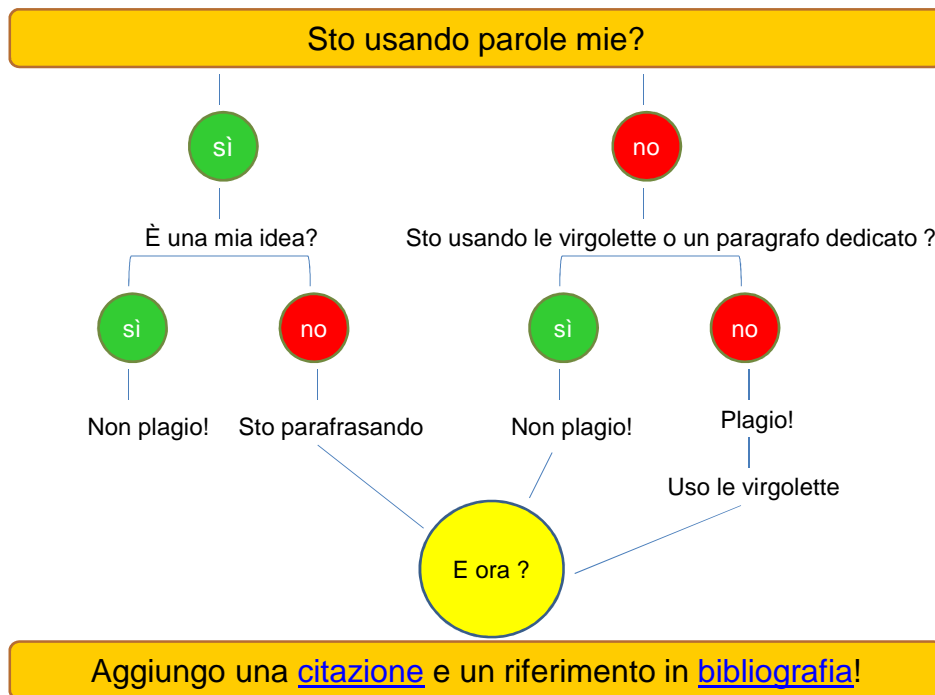 Sto usando parole mie?
sì
no
È una mia idea?
Sto usando le virgolette o un paragrafo dedicato ?
sì
no
sì
no
Non plagio!
Sto parafrasando
Non plagio!
Plagio!
Uso le virgolette
E ora ?
Aggiungo una citazione e un riferimento in bibliografia!